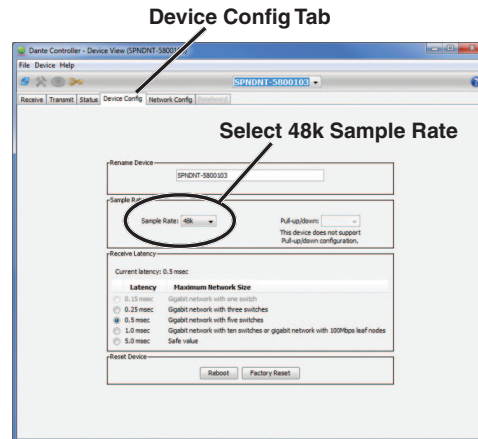 Device Config Tab
Dante Controller - Device View (SPNDNT-5800103)
File Device Help
SPNDNT-5800103
Receive Transmit Status Device Config Network Config
Select 48k Sample Rate
Rename Device
SPNDNT-5800103
Sample Rate
Sample Rate: 48k Pull-up/down:
This device does not support
Pull-up/down configuration.
Receive Latency
Current latency: 0.5 msec
Latency Maximum Network Size
0.15 msec Gigabit network with one switch
0.25 msec Gigabit network with three switches
0.5 msec Gigabit network with five switches
1.0 msec Gigabit network with ten switches or gigabit network with 100Mbps leaf nodes
5.0 msec Safe value
Reset Device
Reboot Factory Reset